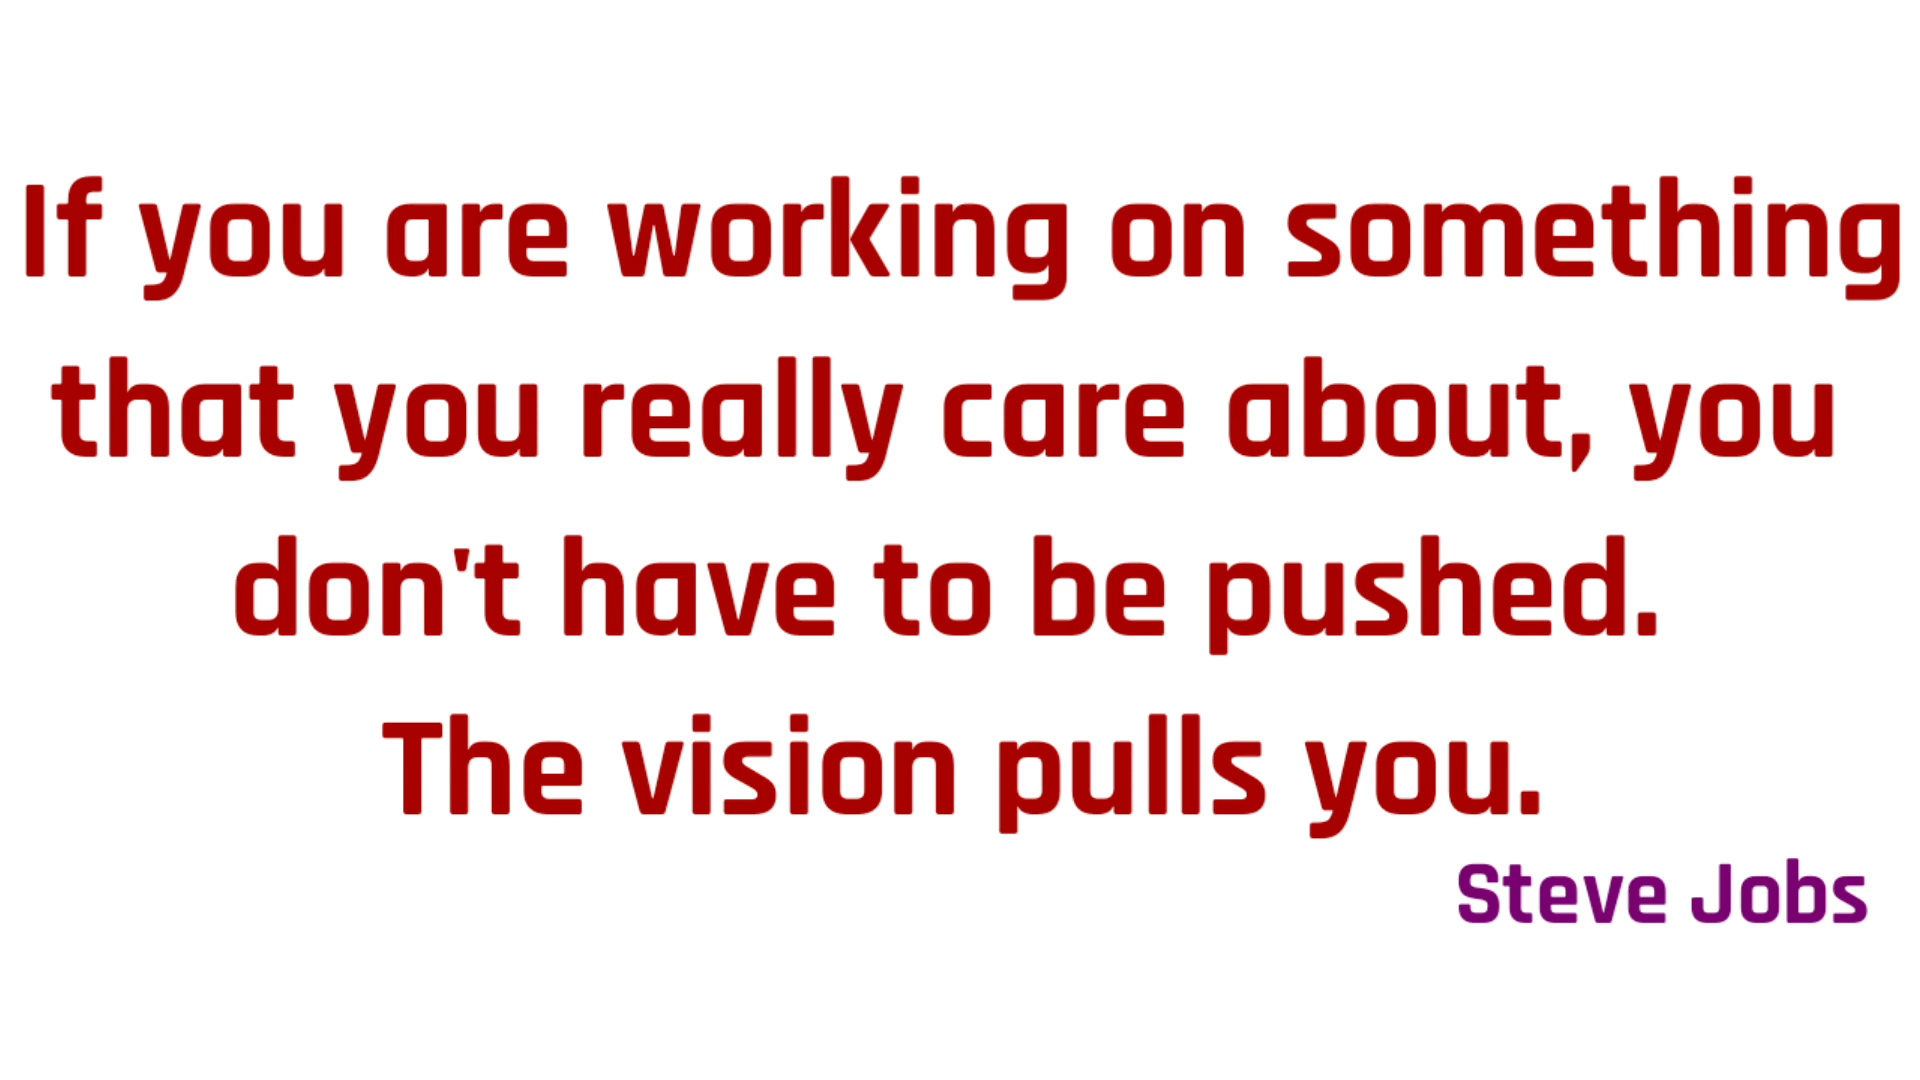 If you are working on something
that you really care about, you
don't have to be pushed.
The vision pulls you.
Steve Jobs